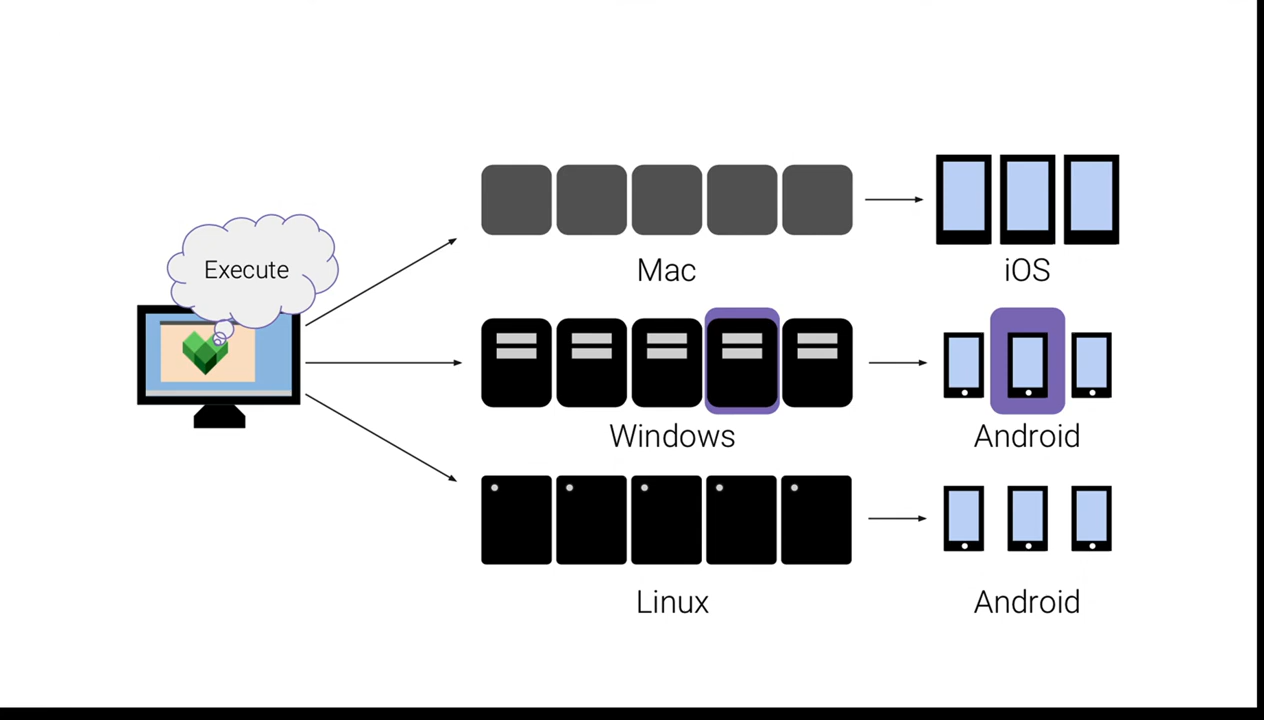 Execute
Mac
iOS
Windows
Android
Linux
Android